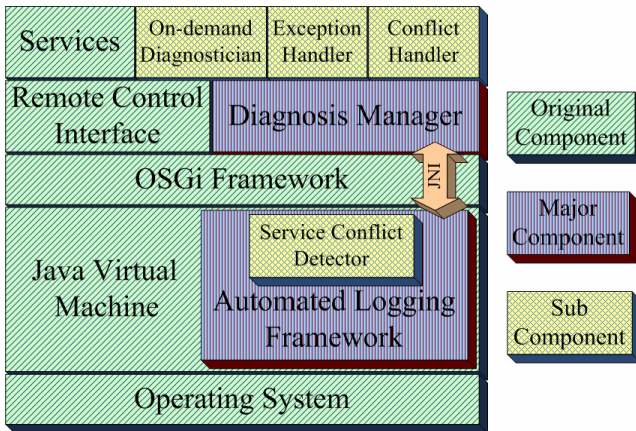 Services
On-demand
Diagnostician
Exception
Handler
Conflict
Handler
Remote Control
Interface
Diagnosis Manager
OSGi Framework
JNI
Java Virtual
Machine
Service Conflict
Detector
Automated Logging
Framework
Operating System
Original
Component
Major
Component
Sub
Component